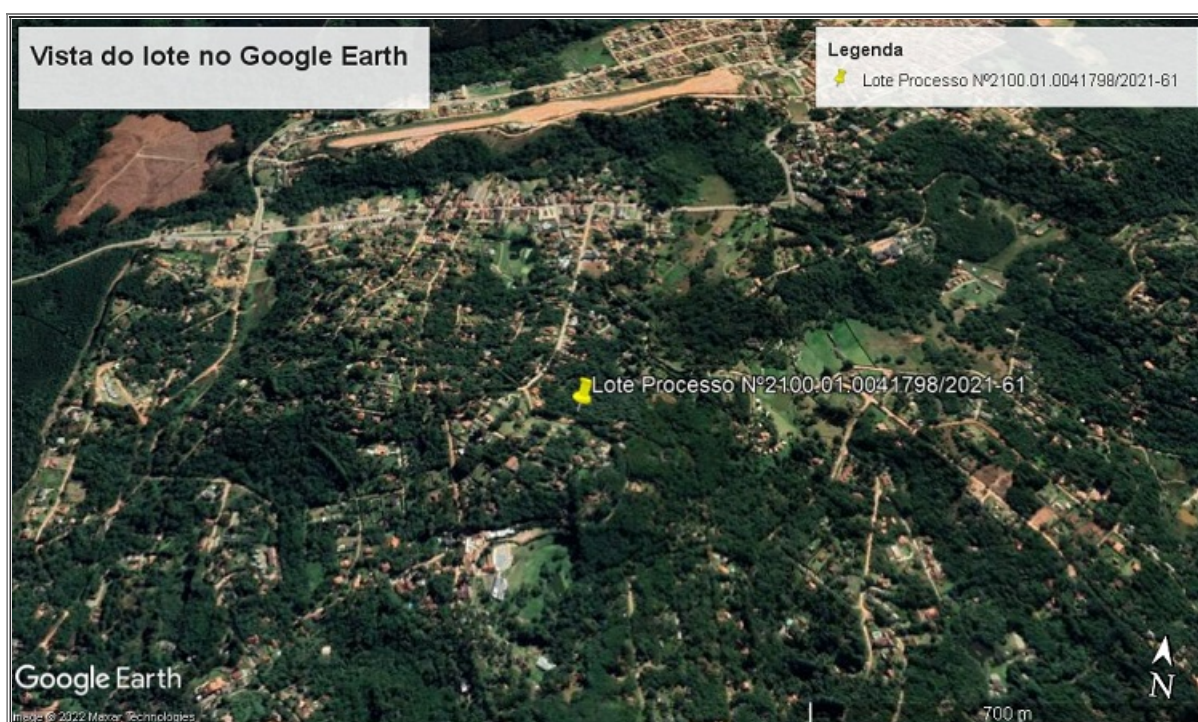 Vista do lote no Google Earth
Legenda
Lote Processo Nº2100.01.0041798/2021-61
Lote Processo Nº2100.01.0041798/2021-61
Google Earth
N
Image © 2022 Maxar Technologies
700 m